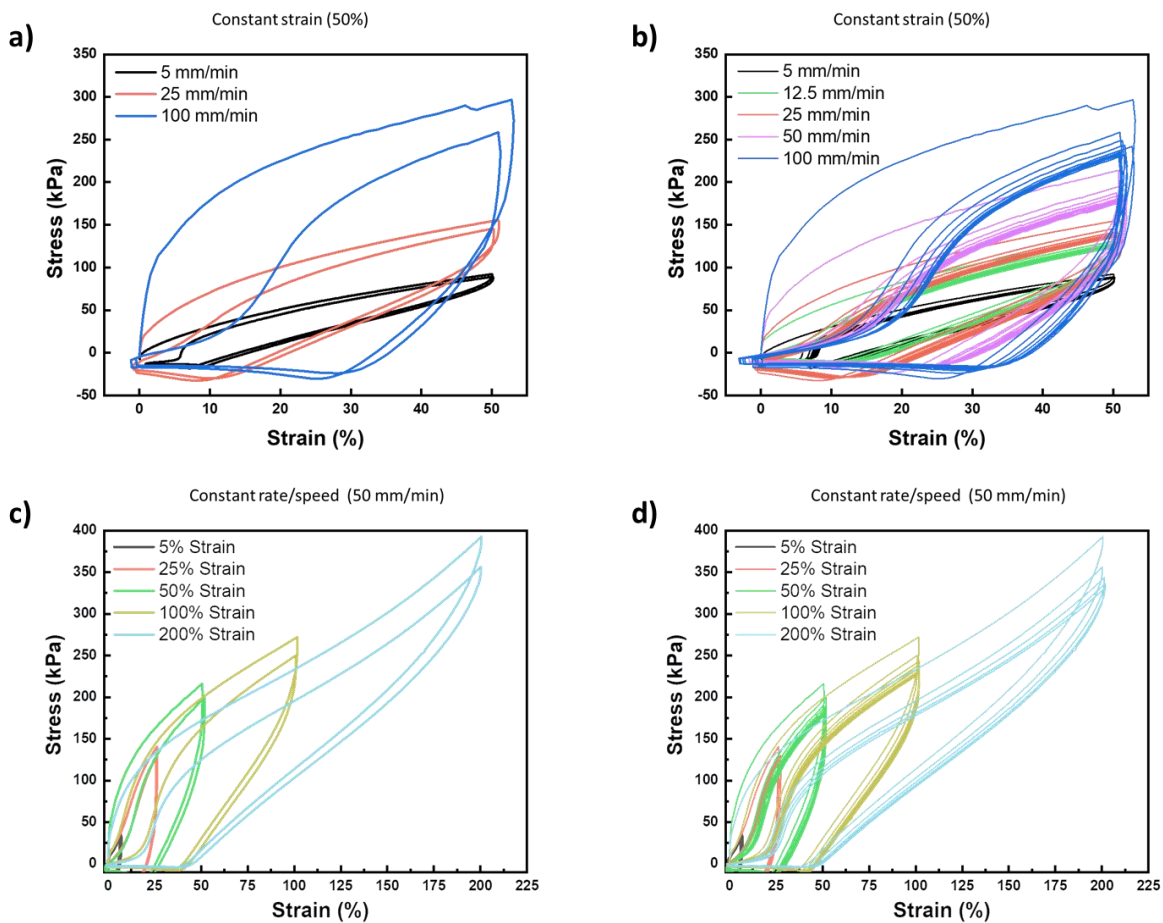 Constant strain (50%)
a)
350
300
250
200
150
100
50
0
-50
Stress (kPa)
5 mm/min
25 mm/min
100 mm/min
0
10
20
30
40
50
Strain (%)
Constant strain (50%)
b)
350
300
250
200
150
100
50
0
-50
Stress (kPa)
5 mm/min
12.5 mm/min
25 mm/min
50 mm/min
100 mm/min
0
10
20
30
40
50
Strain (%)
Constant rate/speed (50 mm/min)
c)
400
350
300
250
200
150
100
50
0
Stress (kPa)
5% Strain
25% Strain
50% Strain
100% Strain
200% Strain
0
25
50
75
100
125
150
175
200
225
Strain (%)
Constant rate/speed (50 mm/min)
d)
400
350
300
250
200
150
100
50
0
Stress (kPa)
5% Strain
25% Strain
50% Strain
100% Strain
200% Strain
0
25
50
75
100
125
150
175
200
225
Strain (%)